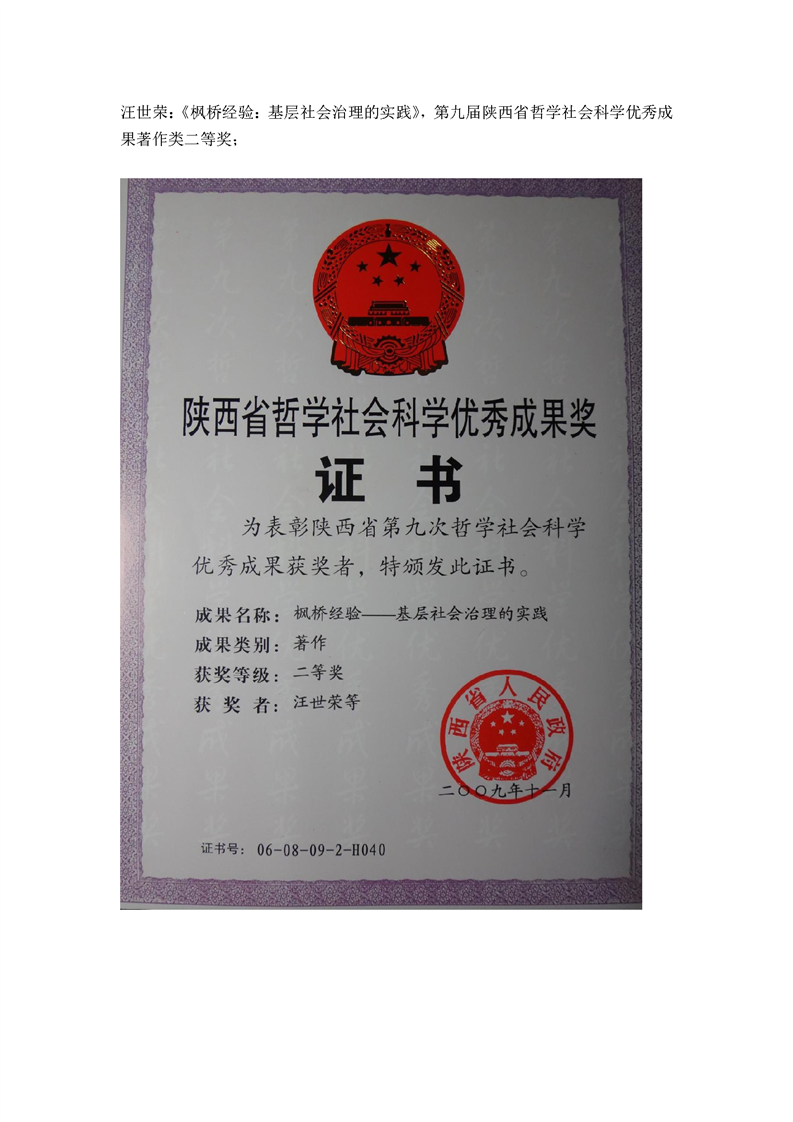 汪世荣：《枫桥经验：基层社会治理的实践》，第九届陕西省哲学社会科学优秀成
果著作类二等奖；
陕西省哲学社会科学优秀成果奖
证 书
为表彰陕西省第九次哲学社会科学
优秀成果获奖者，特颁发此证书。
成果名称：枫桥经验——基层社会治理的实践
成果类别：著作
获奖等级：二等奖
获 奖 者：汪世荣等
陕西省人民政府
二〇〇九年十一月
证书号：06-08-09-2-H040